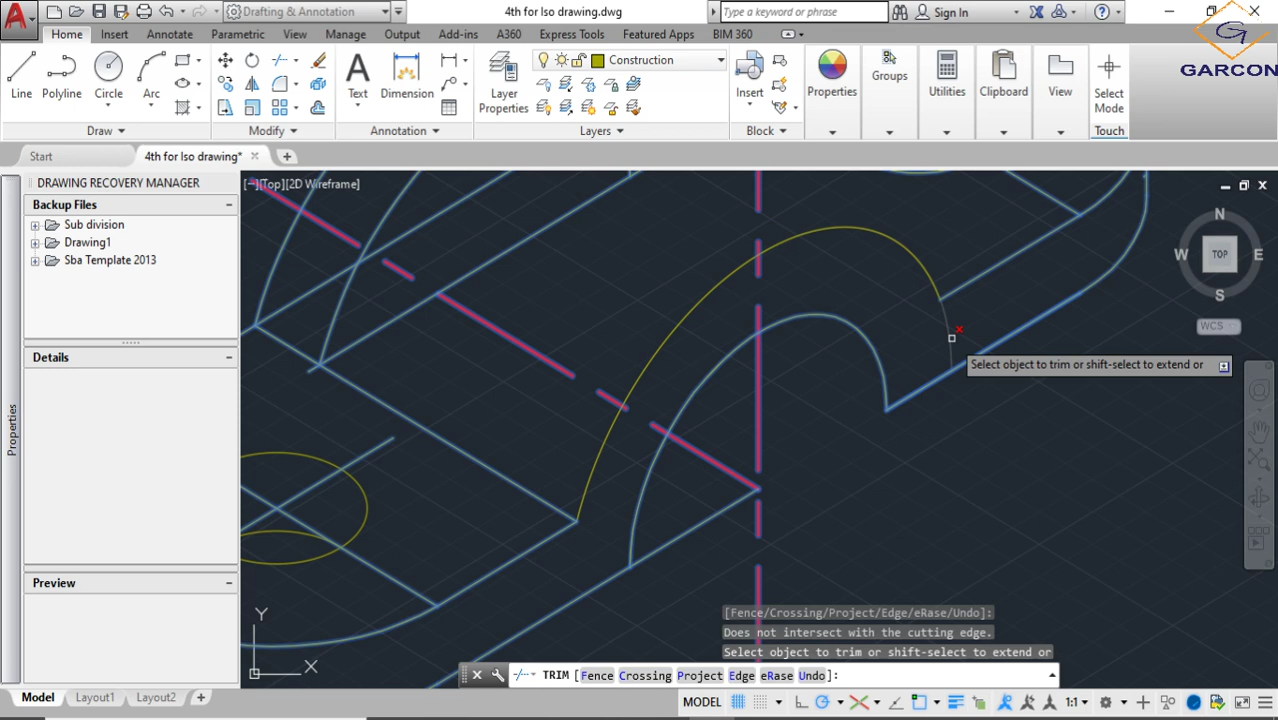 A Drafting & Annotation 4th for Iso drawing.dwg Type a keyword or phrase Sign In ?
Home Insert Annotate Parametric View Manage Output Add-ins A360 Express Tools Featured Apps BIM 360
G
GARCON
Construction
Line Polyline Circle Arc A Text Dimension Layer Properties Insert Properties Groups Utilities Clipboard View Select Mode
Draw Modify Annotation Layers Block Touch
Start 4th for Iso drawing*
DRAWING RECOVERY MANAGER
Backup Files
Sub division
Drawing1
Sba Template 2013
Details
Preview
Properties
[−][Top][2D Wireframe]
N
W TOP E
S
WCS
Select object to trim or shift-select to extend or
Y
X
[Fence/Crossing/Project/Edge/eRase/Undo]:
Does not intersect with the cutting edge.
Select object to trim or shift-select to extend or
TRIM [Fence Crossing Project Edge eRase Undo]:
Model Layout1 Layout2 + MODEL 1:1